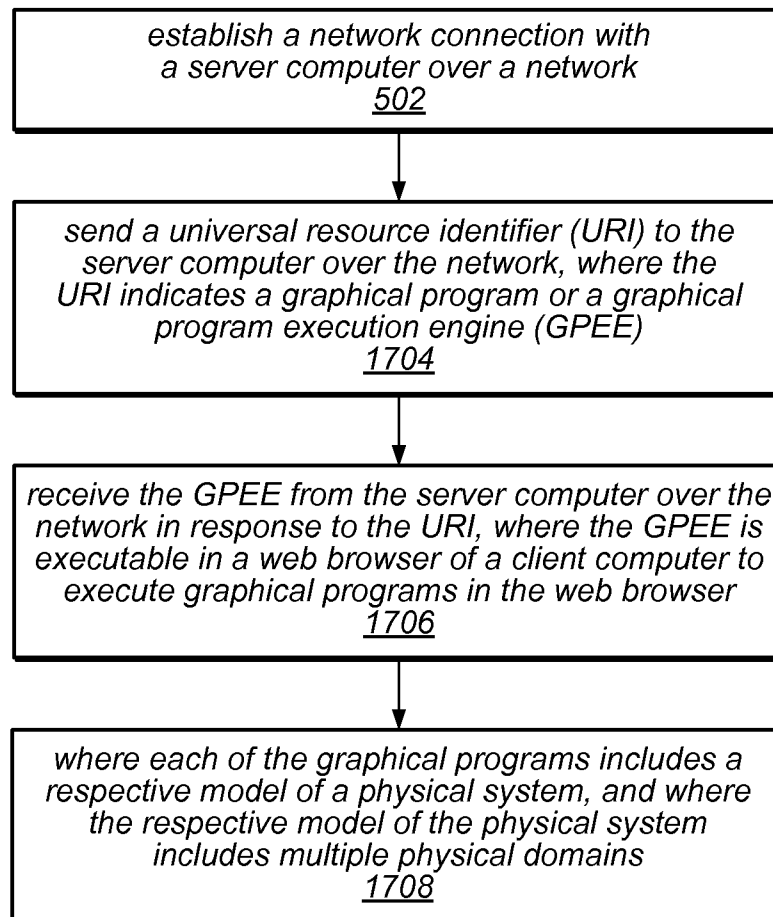 establish a network connection with
a server computer over a network
502
send a universal resource identifier (URI) to the
server computer over the network, where the
URI indicates a graphical program or a graphical
program execution engine (GPEE)
1704
receive the GPEE from the server computer over the
network in response to the URI, where the GPEE is
executable in a web browser of a client computer to
execute graphical programs in the web browser
1706
where each of the graphical programs includes a
respective model of a physical system, and where
the respective model of the physical system
includes multiple physical domains
1708